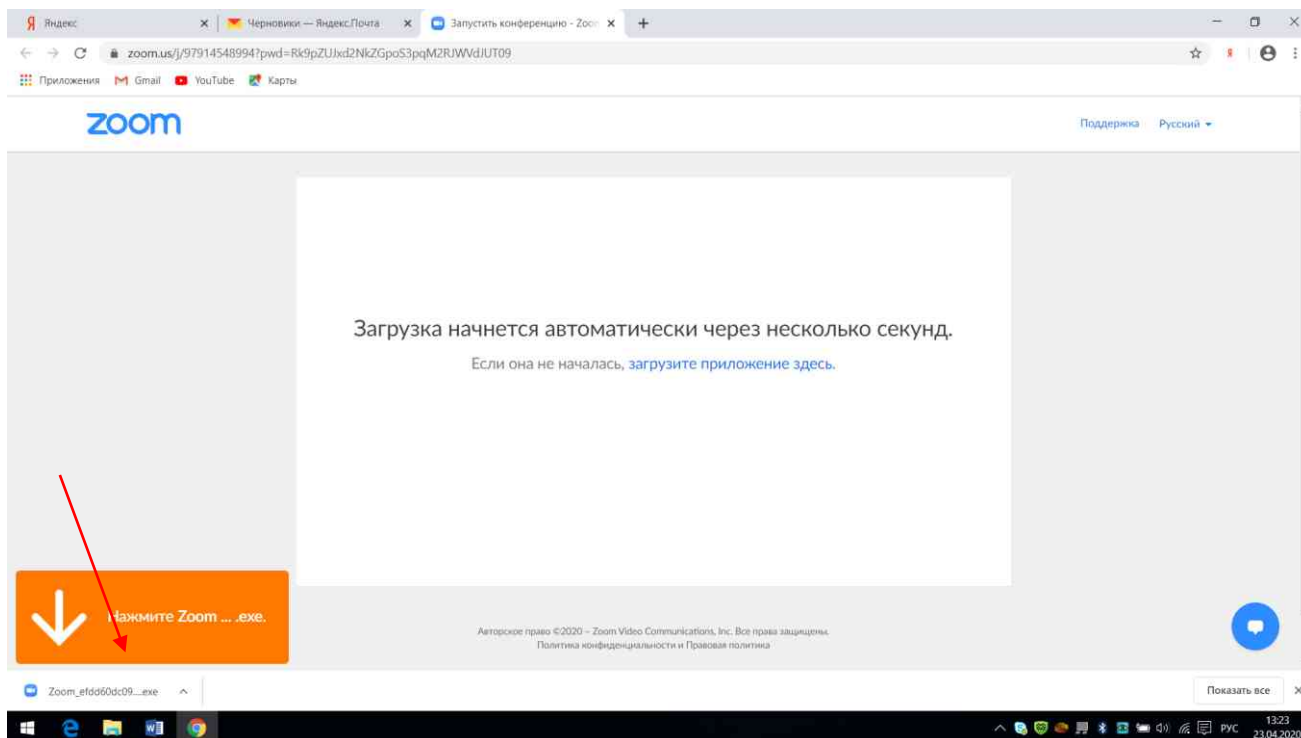 Яндекс
Черновики — Яндекс.Почта
Запустить конференцию - Zoo
zoom.us/j/97914548994?pwd=Rk9pZUJxd2NkZGpoS3pqM2RJWVdJUT09
Приложения
Gmail
YouTube
Карты
zoom
Поддержка
Русский
Загрузка начнется автоматически через несколько секунд.
Если она не началась, загрузите приложение здесь.
Нажмите Zoom ... .exe.
Авторское право ©2020 – Zoom Video Communications, Inc. Все права защищены.
Политика конфиденциальности и Правовая политика
Zoom_efdd60dc09....exe
Показать все
РУС
13:23
23.04.2020